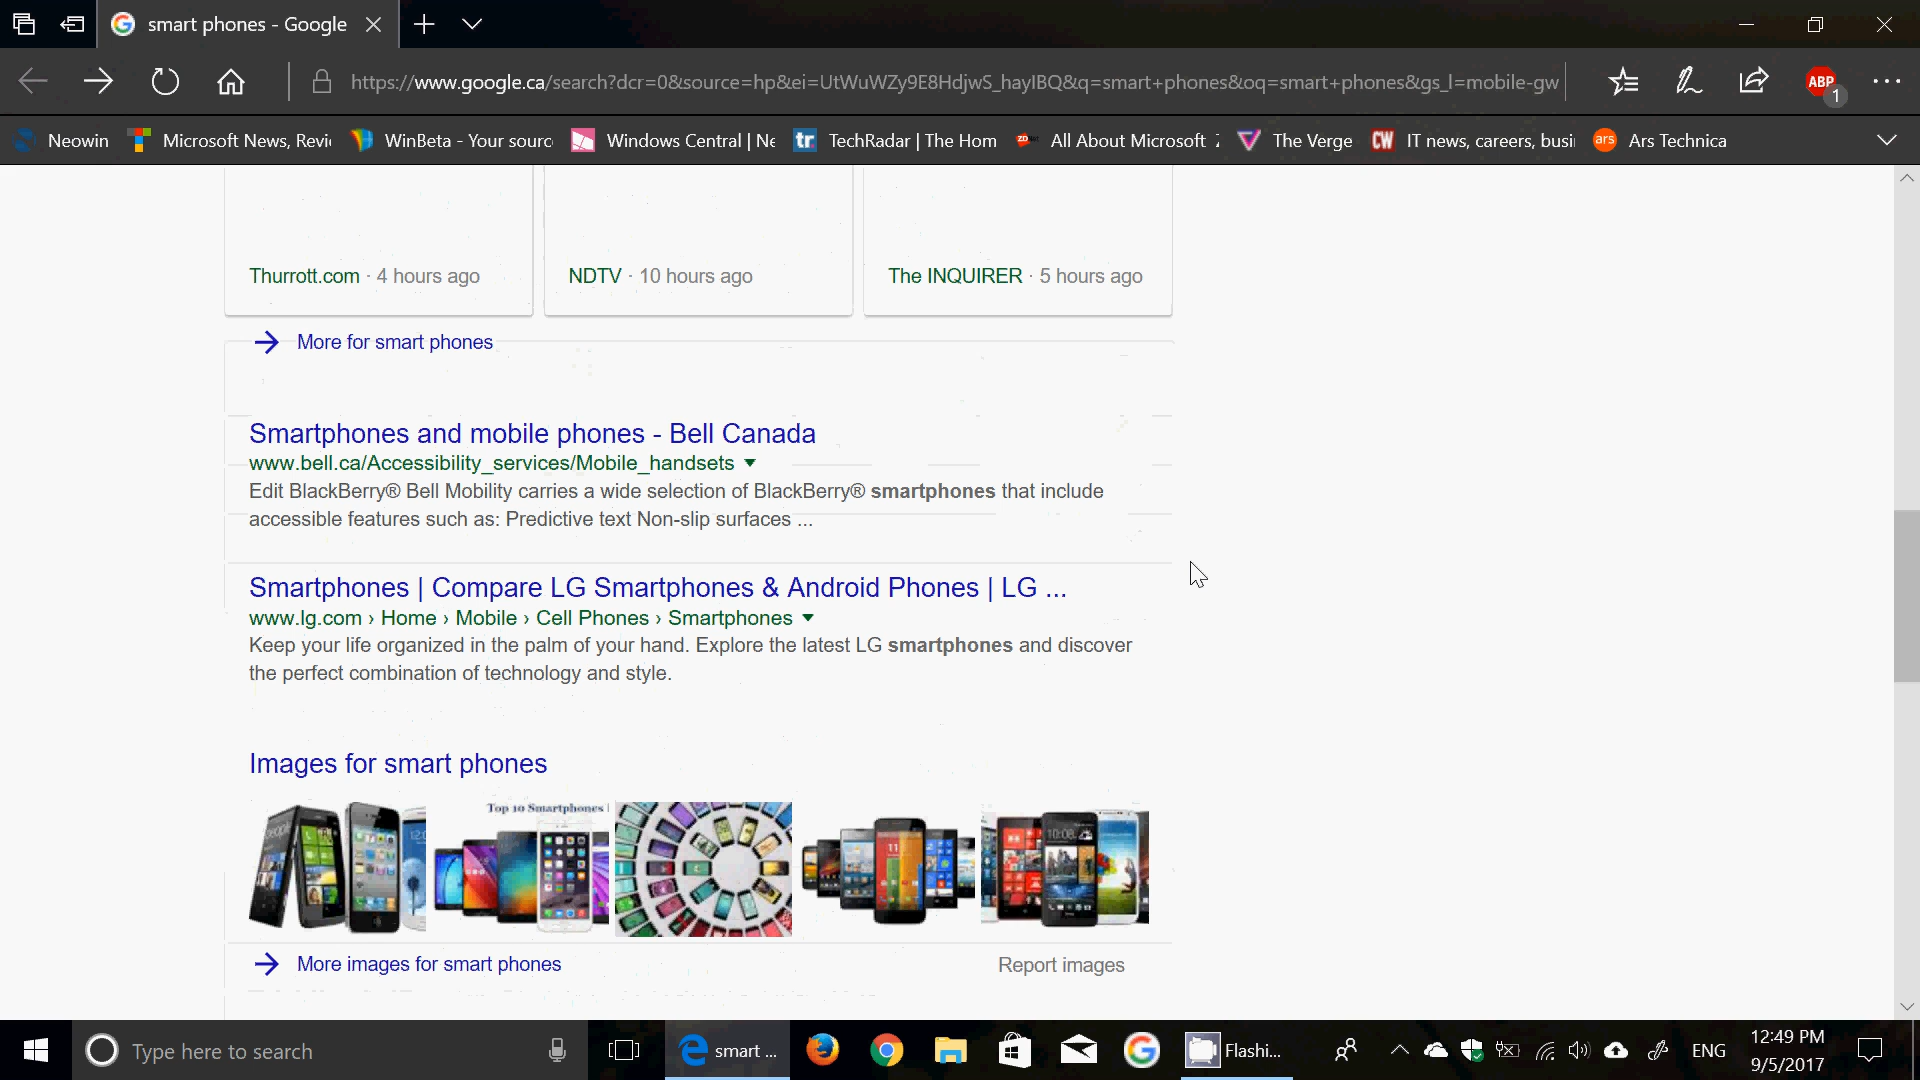 smart phones - Google
https://www.google.ca/search?dcr=0&source=hp&ei=UtWuWZy9E8HdjwS_hayIBQ&q=smart+phones&oq=smart+phones&gs_l=mobile-gw
ABP
1
Neowin
Microsoft News, Revi
WinBeta - Your sourc
Windows Central | Ne
tr
TechRadar | The Hom
All About Microsoft
The Verge
CW
IT news, careers, busi
ars
Ars Technica
Thurrott.com · 4 hours ago
NDTV · 10 hours ago
The INQUIRER · 5 hours ago
More for smart phones
Smartphones and mobile phones - Bell Canada
www.bell.ca/Accessibility_services/Mobile_handsets
Edit BlackBerry® Bell Mobility carries a wide selection of BlackBerry® smartphones that include
accessible features such as: Predictive text Non-slip surfaces ...
Smartphones | Compare LG Smartphones & Android Phones | LG ...
www.lg.com › Home › Mobile › Cell Phones › Smartphones
Keep your life organized in the palm of your hand. Explore the latest LG smartphones and discover
the perfect combination of technology and style.
Images for smart phones
Top 10 Smartphones
More images for smart phones
Report images
Type here to search
smart ...
Flashi...
ENG
12:49 PM
9/5/2017